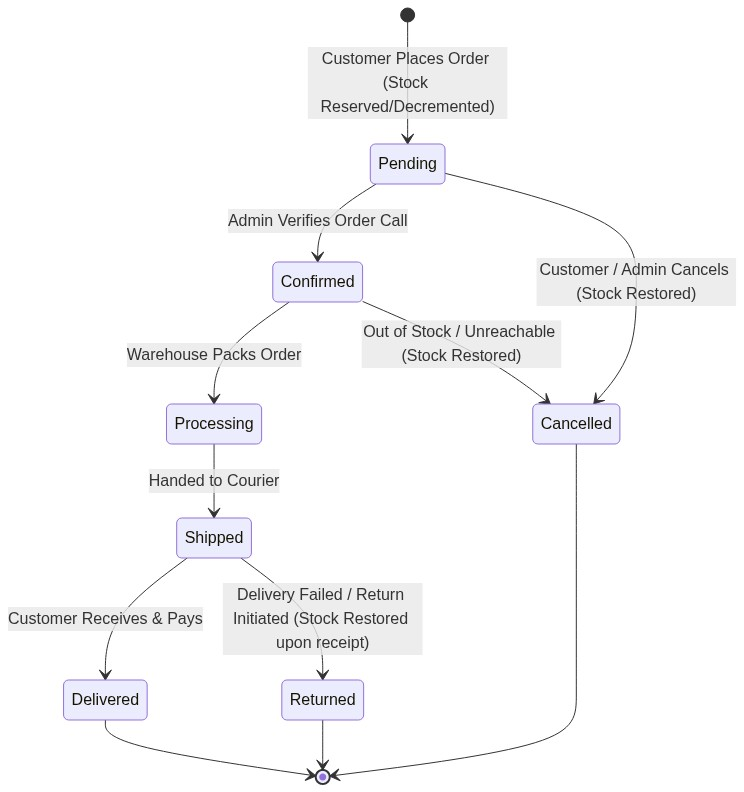 Customer Places Order
(Stock
Reserved/Decremented)
Pending
Admin Verifies Order Call
Customer / Admin Cancels
(Stock Restored)
Confirmed
Out of Stock / Unreachable
(Stock Restored)
Warehouse Packs Order
Processing
Cancelled
Handed to Courier
Shipped
Customer Receives & Pays
Delivery Failed / Return
Initiated (Stock Restored
upon receipt)
Delivered
Returned